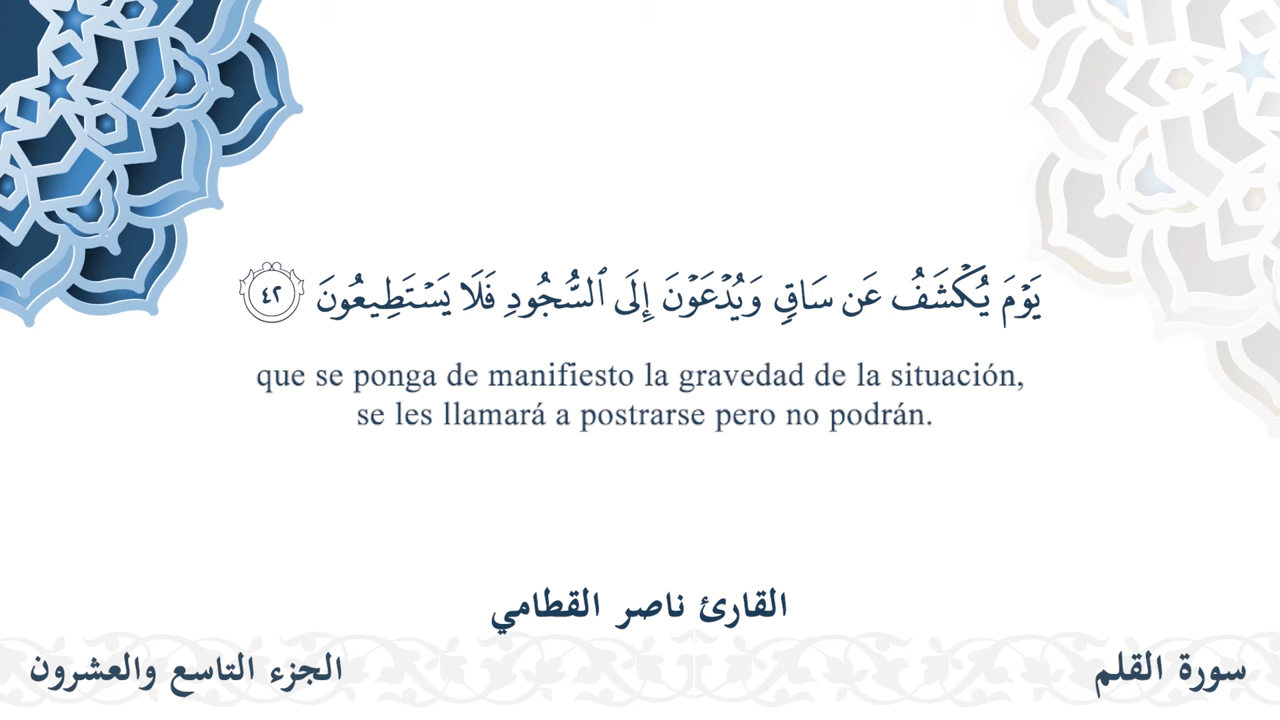 يَوْمَ يُكْشَفُ عَن سَاقٍ وَيُدْعَوْنَ إِلَى ٱلسُّجُودِ فَلَا يَسْتَطِيعُونَ ٤٢
que se ponga de manifiesto la gravedad de la situación,
se les llamará a postrarse pero no podrán.
القارئ ناصر القطامي
سورة القلم
الجزء التاسع والعشرون